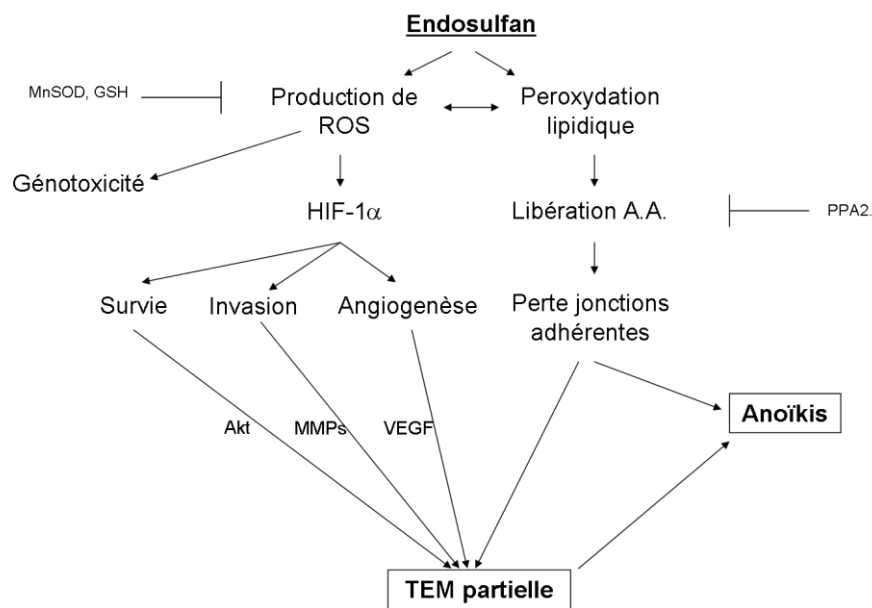 Endosulfan
MnSOD, GSH
Production de
ROS
Peroxydation
lipidique
Génotoxicité
HIF-1α
Libération A.A.
PPA2.
Survie
Invasion
Angiogenèse
Perte jonctions
adhérentes
Akt
MMPs
VEGF
Anoïkis
TEM partielle